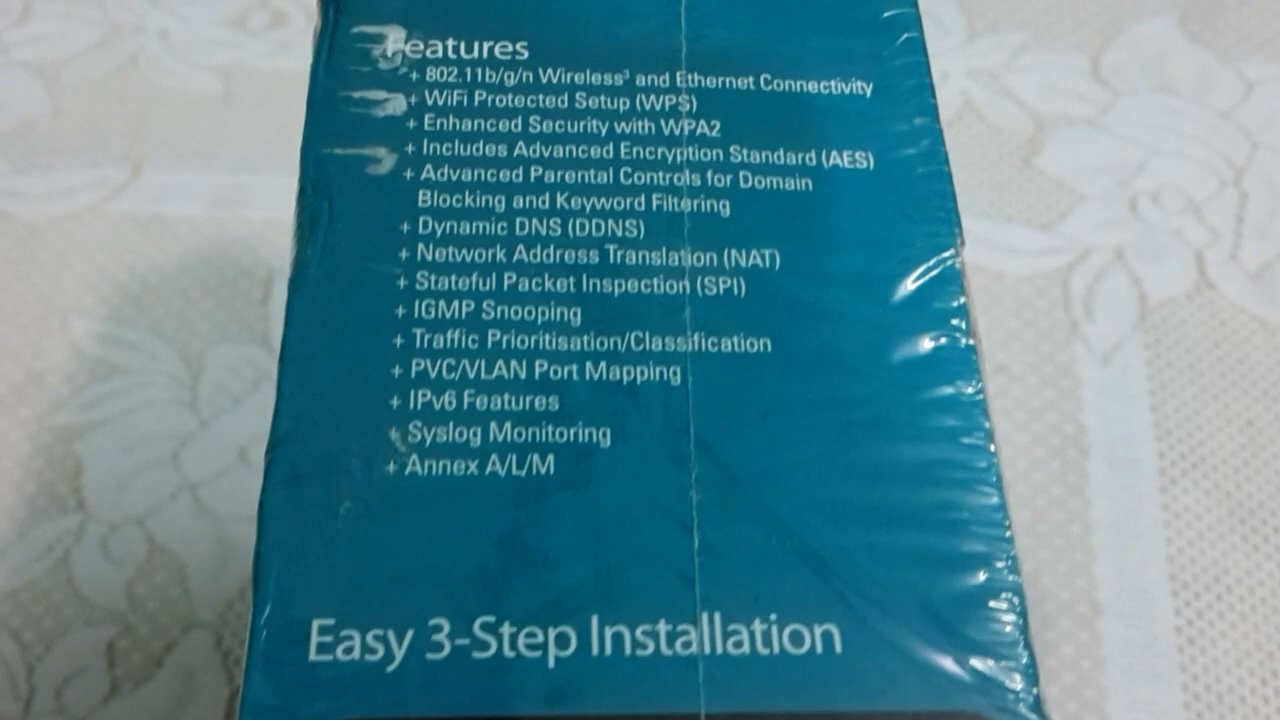 Features
+ 802.11b/g/n Wireless³ and Ethernet Connectivity
+ WiFi Protected Setup (WPS)
+ Enhanced Security with WPA2
+ Includes Advanced Encryption Standard (AES)
+ Advanced Parental Controls for Domain
Blocking and Keyword Filtering
+ Dynamic DNS (DDNS)
+ Network Address Translation (NAT)
+ Stateful Packet Inspection (SPI)
+ IGMP Snooping
+ Traffic Prioritisation/Classification
+ PVC/VLAN Port Mapping
+ IPv6 Features
+ Syslog Monitoring
+ Annex A/L/M
Easy 3-Step Installation